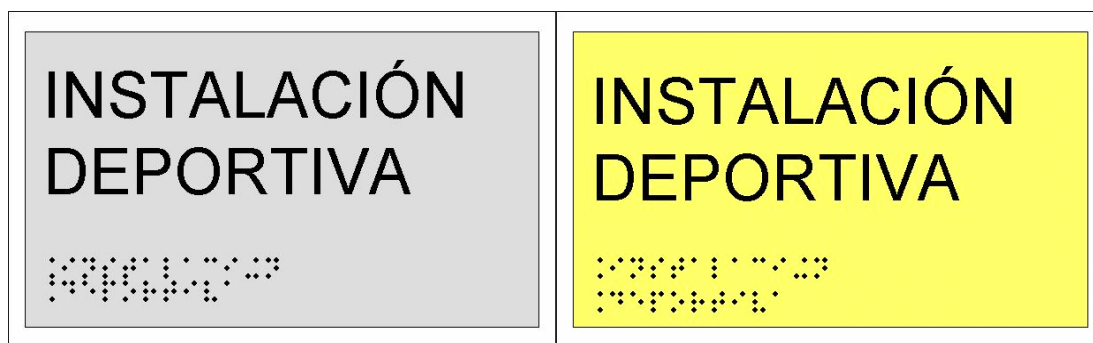 INSTALACIÓN
DEPORTIVA
INSTALACIÓN
DEPORTIVA
⠨⠊⠝⠎⠞⠁⠇⠁⠉⠊⠬⠝
⠨⠙⠑⠏⠕⠗⠞⠊⠧⠁